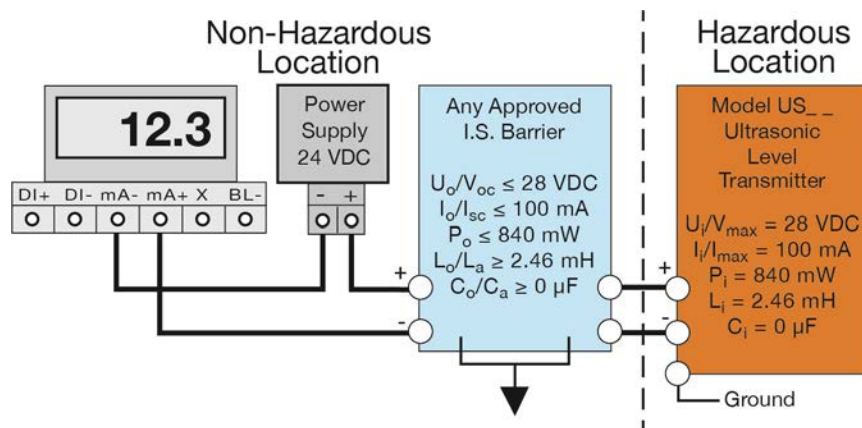 Non-Hazardous
Location
Hazardous
Location
12.3
DI+ DI- mA- mA+ X BL-
Power
Supply
24 VDC
- +
Any Approved
I.S. Barrier
Uₒ/Vₒc ≤ 28 VDC
Iₒ/Isc ≤ 100 mA
Pₒ ≤ 840 mW
Lₒ/Lₐ ≥ 2.46 mH
Cₒ/Cₐ ≥ 0 µF
+
-
Model US_ _
Ultrasonic
Level
Transmitter
Uᵢ/Vmax = 28 VDC
Iᵢ/Imax = 100 mA
Pᵢ = 840 mW
Lᵢ = 2.46 mH
Cᵢ = 0 µF
+
-
Ground